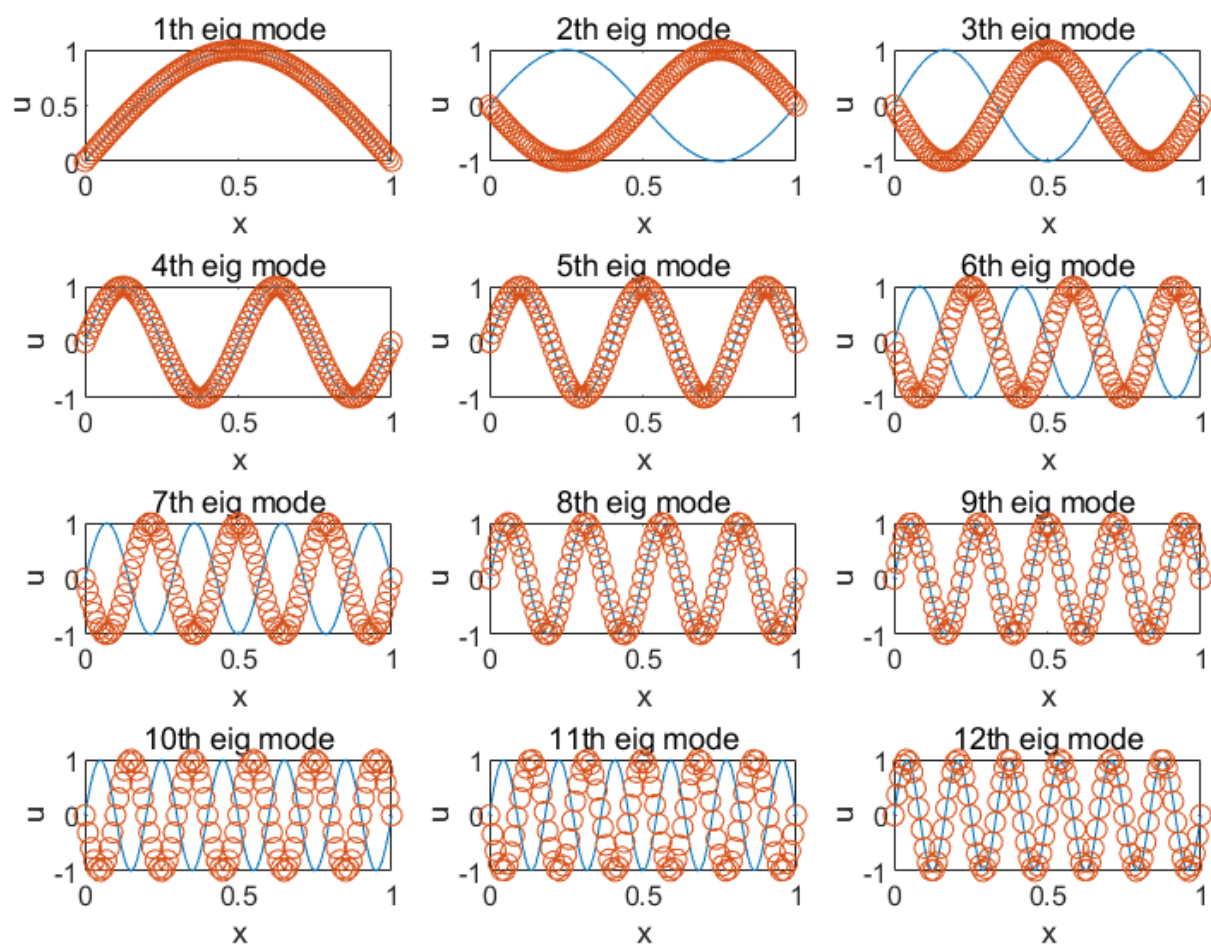 1th eig mode
2th eig mode
3th eig mode
1
0.5
0
u
0
0.5
1
x
1
0
-1
u
0
0.5
1
x
1
0
-1
u
0
0.5
1
x
4th eig mode
5th eig mode
6th eig mode
1
0
-1
u
0
0.5
1
x
1
0
-1
u
0
0.5
1
x
1
0
-1
u
0
0.5
1
x
7th eig mode
8th eig mode
9th eig mode
1
0
-1
u
0
0.5
1
x
1
0
-1
u
0
0.5
1
x
1
0
-1
u
0
0.5
1
x
10th eig mode
11th eig mode
12th eig mode
1
0
-1
u
0
0.5
1
x
1
0
-1
u
0
0.5
1
x
1
0
-1
u
0
0.5
1
x